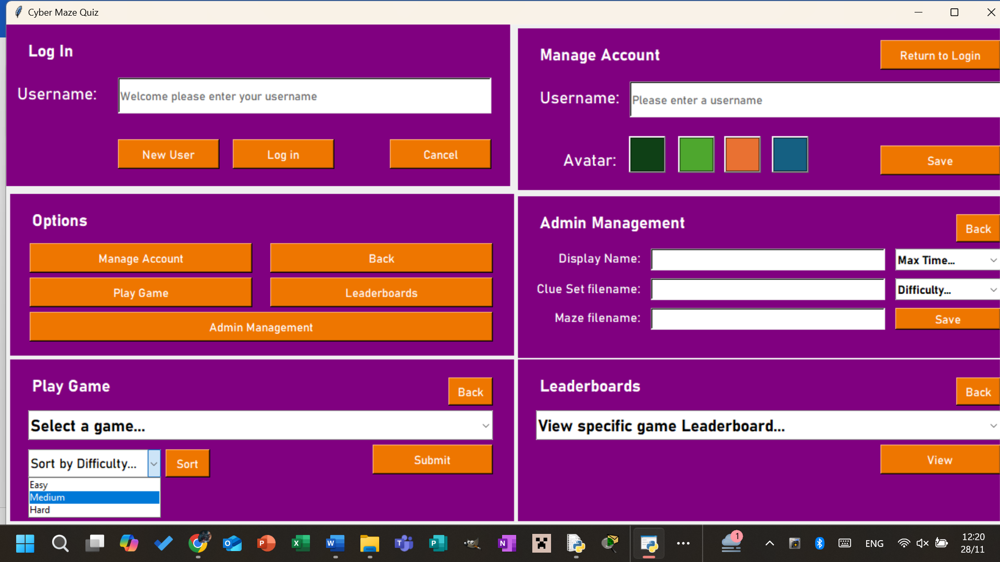 Cyber Maze Quiz
Log In
Username:
Welcome please enter your username
New User
Log in
Cancel
Manage Account
Return to Login
Username:
Please enter a username
Avatar:
Save
Options
Manage Account
Back
Play Game
Leaderboards
Admin Management
Admin Management
Back
Display Name:
Max Time...
Clue Set filename:
Difficulty...
Maze filename:
Save
Play Game
Back
Select a game...
Sort by Difficulty...
Sort
Submit
Easy
Medium
Hard
Leaderboards
Back
View specific game Leaderboard...
View
1
ENG
12:20
28/11